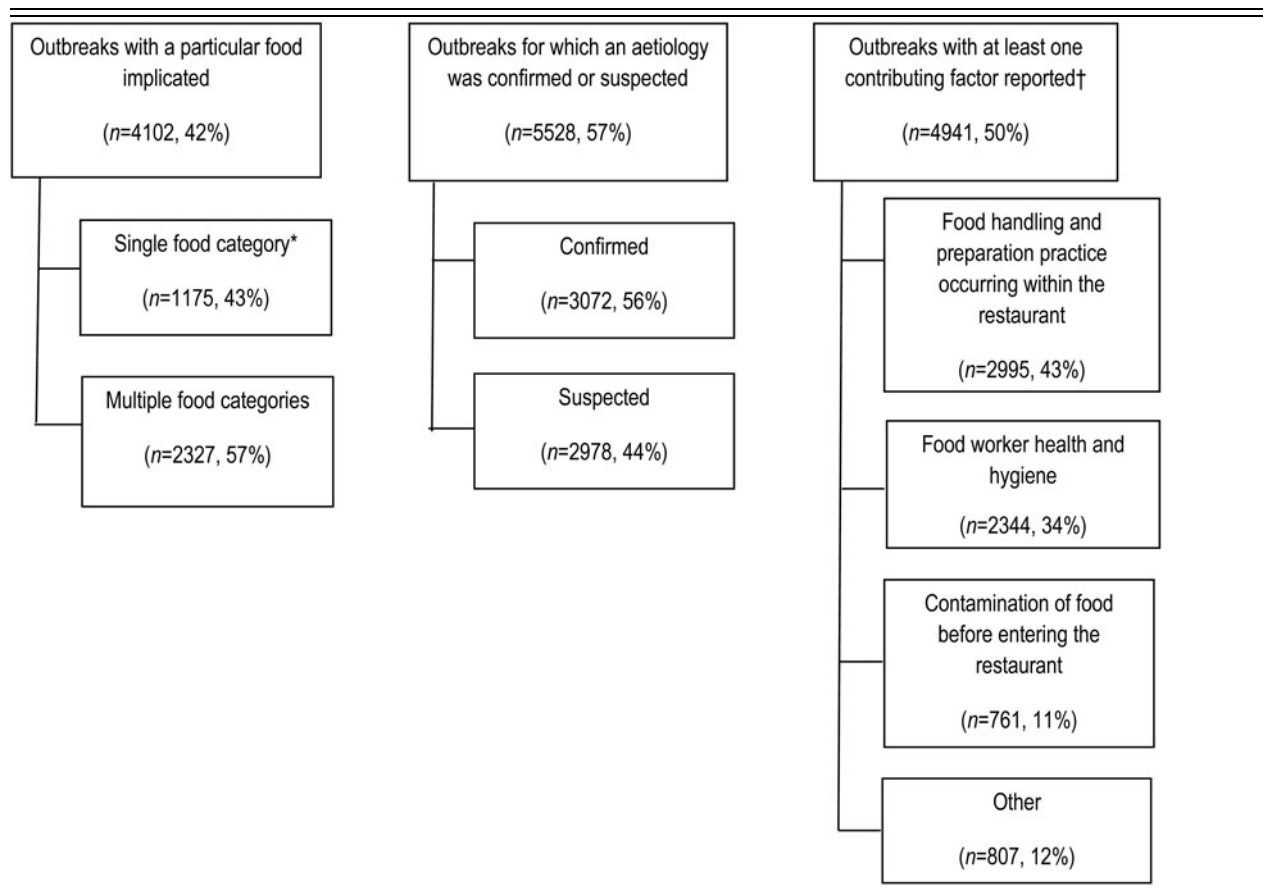 Outbreaks with a particular food
implicated
(n=4102, 42%)
Single food category*
(n=1175, 43%)
Multiple food categories
(n=2327, 57%)
Outbreaks for which an aetiology
was confirmed or suspected
(n=5528, 57%)
Confirmed
(n=3072, 56%)
Suspected
(n=2978, 44%)
Outbreaks with at least one
contributing factor reported†
(n=4941, 50%)
Food handling and
preparation practice
occurring within the
restaurant
(n=2995, 43%)
Food worker health and
hygiene
(n=2344, 34%)
Contamination of food
before entering the
restaurant
(n=761, 11%)
Other
(n=807, 12%)